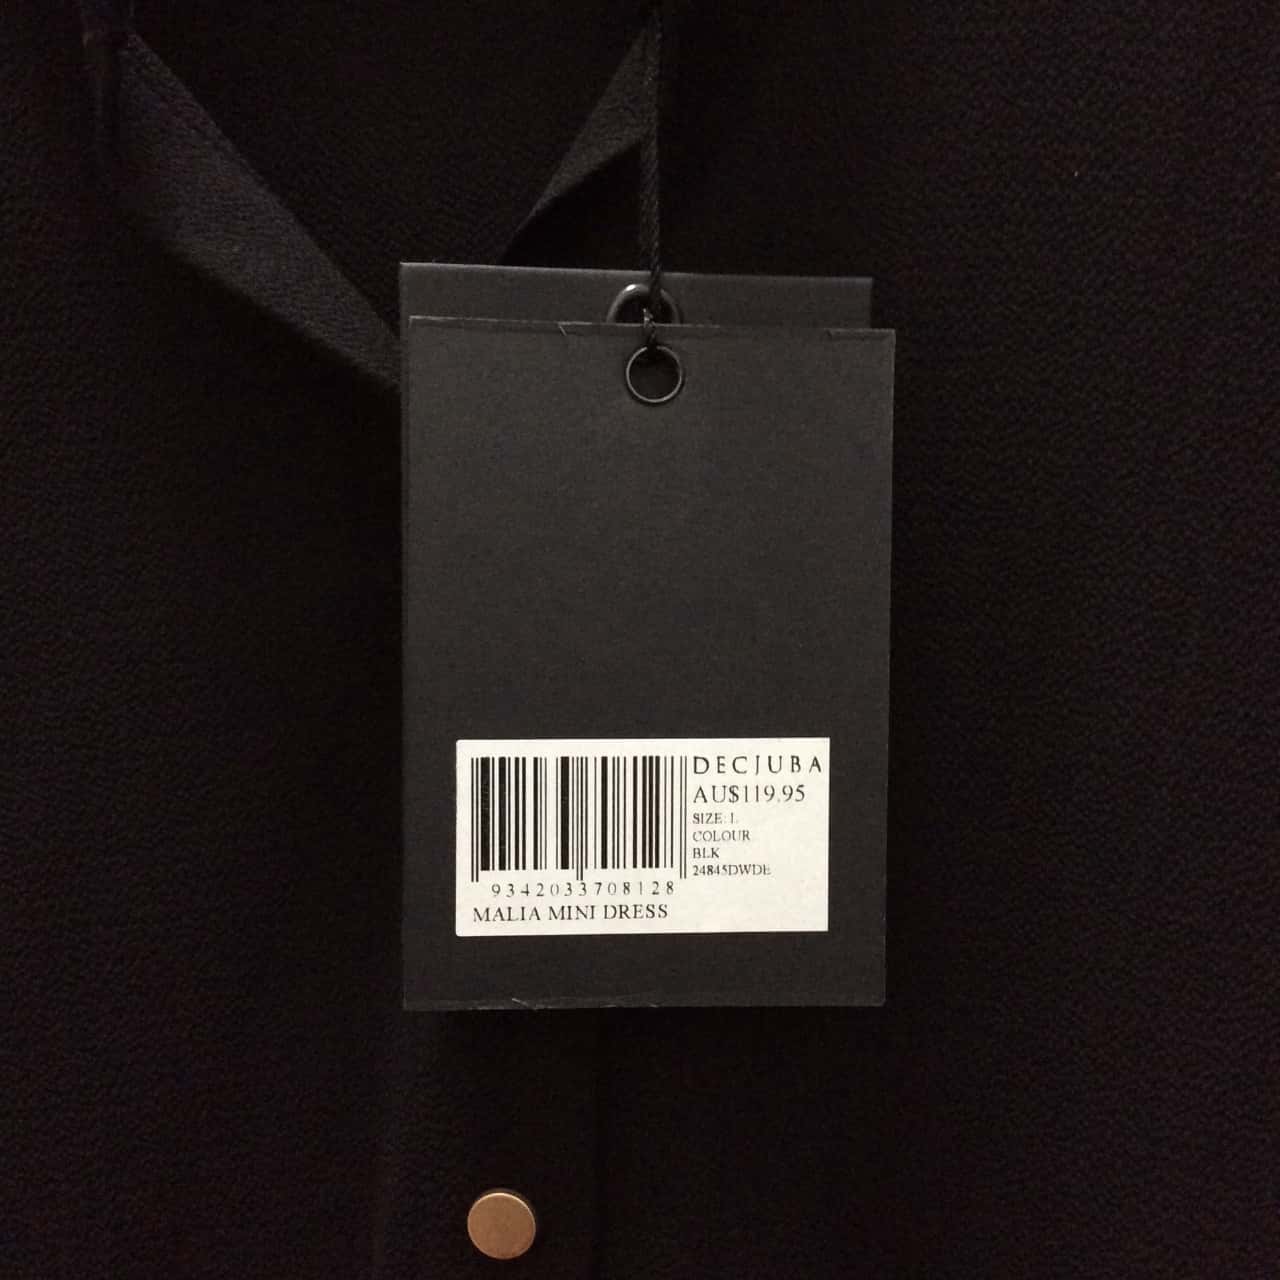 DECJUBA
AU$119.95
SIZE: L
COLOUR
BLK
24845DWDE
9342033708128
MALIA MINI DRESS